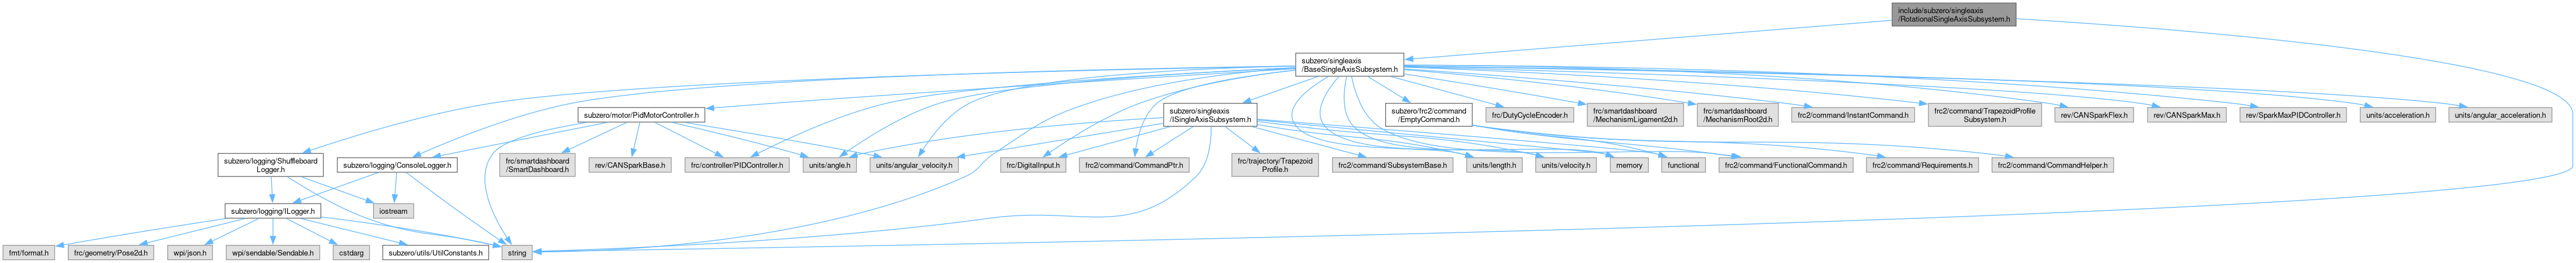 include/subzero/singleaxis
/RotationalSingleAxisSubsystem.h
subzero/singleaxis
/BaseSingleAxisSubsystem.h
subzero/motor/PidMotorController.h
subzero/singleaxis
/ISingleAxisSubsystem.h
subzero/frc2/command
/EmptyCommand.h
frc/DutyCycleEncoder.h
frc/smartdashboard
/MechanismLigament2d.h
frc/smartdashboard
/MechanismRoot2d.h
frc2/command/InstantCommand.h
frc2/command/TrapezoidProfile
Subsystem.h
rev/CANSparkFlex.h
rev/CANSparkMax.h
rev/SparkMaxPIDController.h
units/acceleration.h
units/angular_acceleration.h
subzero/logging/Shuffleboard
Logger.h
subzero/logging/ConsoleLogger.h
frc/smartdashboard
/SmartDashboard.h
rev/CANSparkBase.h
frc/controller/PIDController.h
units/angle.h
units/angular_velocity.h
frc/DigitalInput.h
frc2/command/CommandPtr.h
frc/trajectory/Trapezoid
Profile.h
frc2/command/SubsystemBase.h
units/length.h
units/velocity.h
memory
functional
frc2/command/FunctionalCommand.h
frc2/command/Requirements.h
frc2/command/CommandHelper.h
subzero/logging/ILogger.h
iostream
fmt/format.h
frc/geometry/Pose2d.h
wpi/json.h
wpi/sendable/Sendable.h
cstdarg
subzero/utils/UtilConstants.h
string